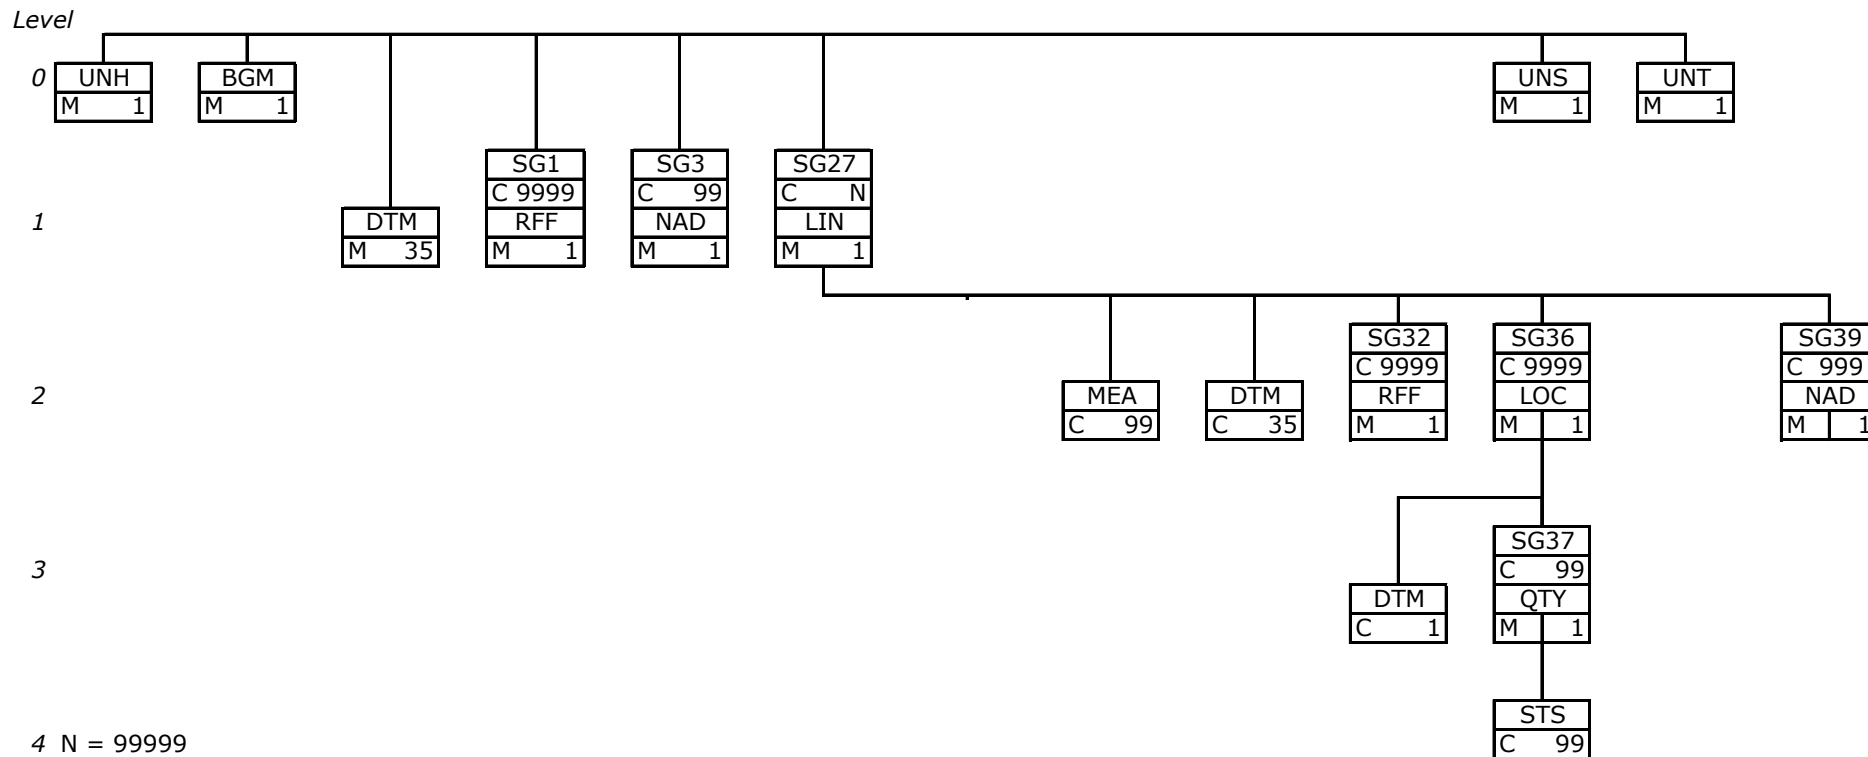 Level
0 UNH BGM UNS UNT
M 1 M 1 M 1 M 1
SG1 SG3 SG27
C 9999 C 99 C N
1 DTM RFF NAD LIN
M 35 M 1 M 1 M 1
SG32 SG36 SG39
C 9999 C 9999 C 999
2 MEA DTM RFF LOC NAD
C 99 C 35 M 1 M 1 M 1
SG37
3 C 99
DTM QTY
C 1 M 1
STS
4 N = 99999 C 99